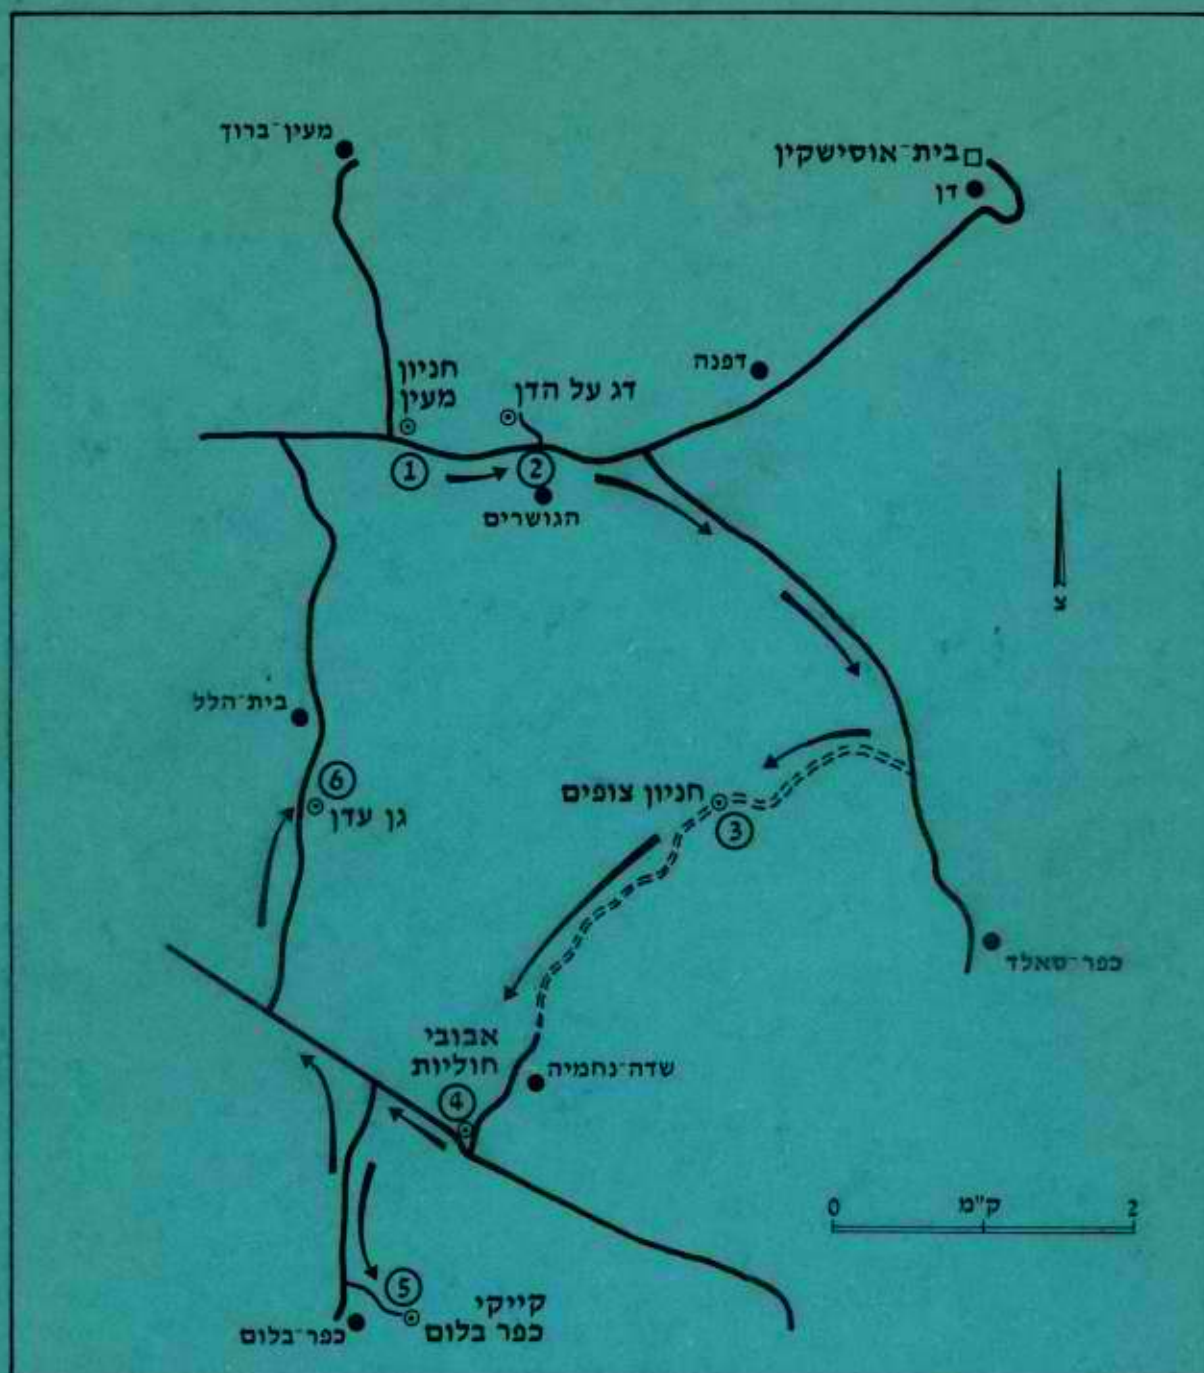 מעין־ברוך
בית־אוסישקין
דן
דפנה
חניון
מעין
דג על הדן
1
2
הגושרים
צ
בית־הלל
6
גן עדן
חניון צופים
3
כפר־סאלד
אבובי
חוליות
שדה־נחמיה
4
0 ק"מ 2
5
קייקי
כפר בלום
כפר־בלום